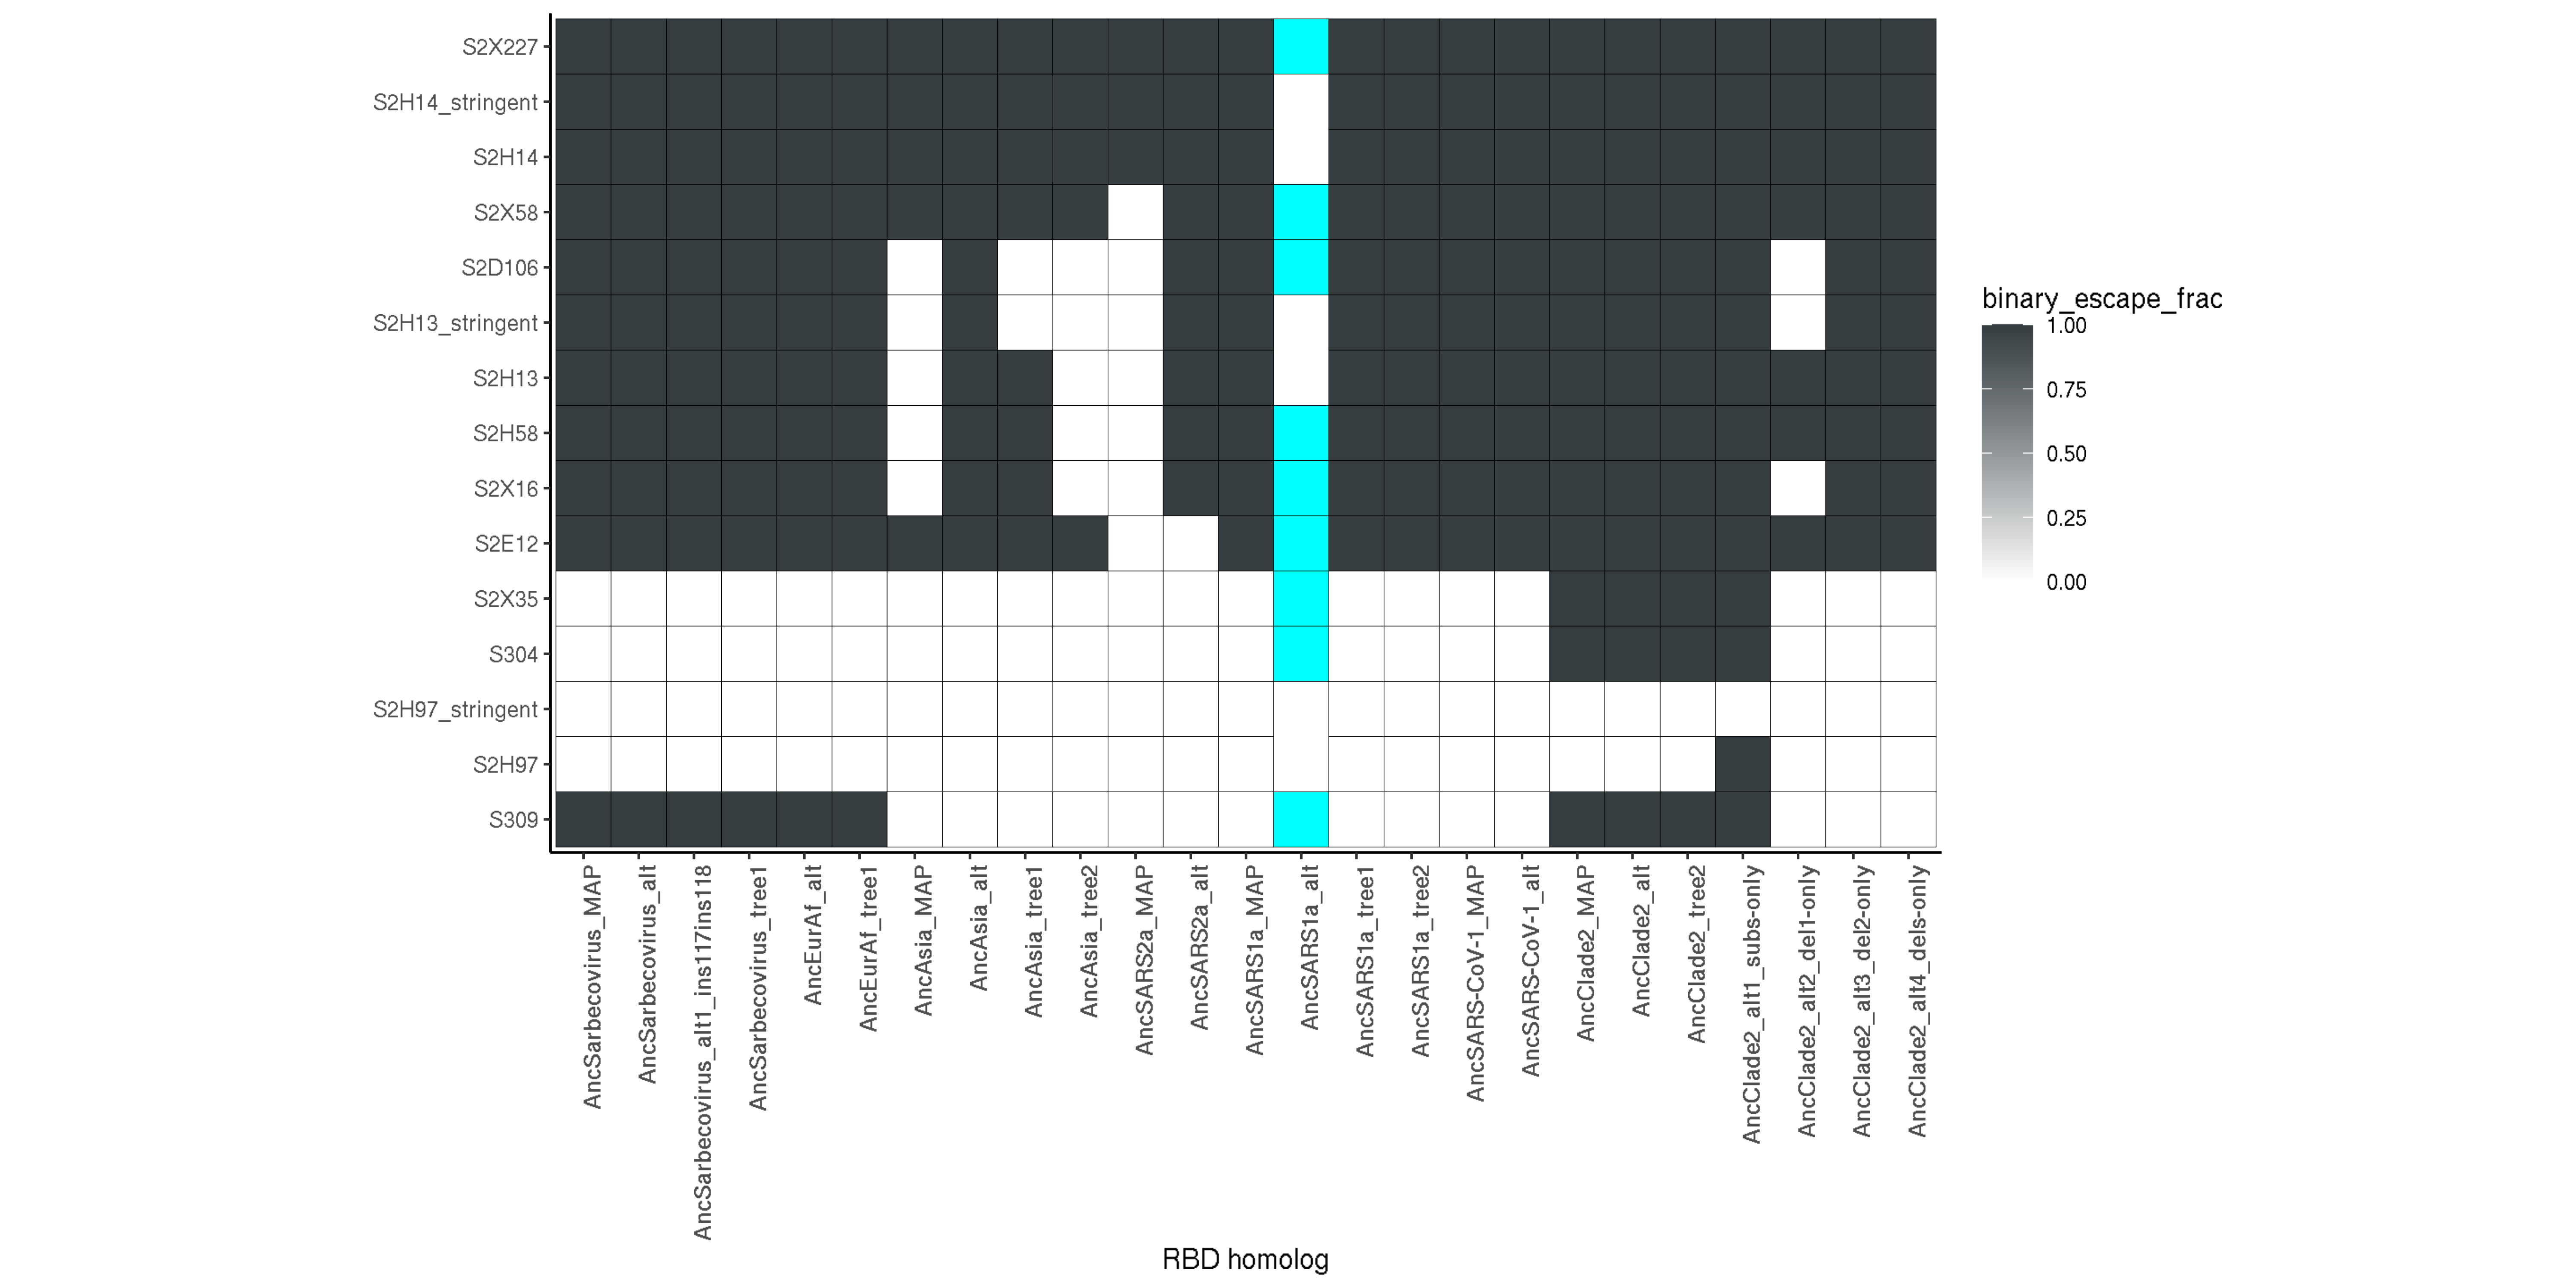 S2X227
S2H14_stringent
S2H14
S2X58
S2D106
S2H13_stringent
S2H13
S2H58
S2X16
S2E12
S2X35
S304
S2H97_stringent
S2H97
S309
AncSarbecovirus_MAP
AncSarbecovirus_alt
AncSarbecovirus_alt1_ins117ins118
AncSarbecovirus_tree1
AncEurAf_alt
AncEurAf_tree1
AncAsia_MAP
AncAsia_alt
AncAsia_tree1
AncAsia_tree2
AncSARS2a_MAP
AncSARS2a_alt
AncSARS1a_MAP
AncSARS1a_alt
AncSARS1a_tree1
AncSARS1a_tree2
AncSARS-CoV-1_MAP
AncSARS-CoV-1_alt
AncClade2_MAP
AncClade2_alt
AncClade2_tree2
AncClade2_alt1_subs-only
AncClade2_alt2_del1-only
AncClade2_alt3_del2-only
AncClade2_alt4_dels-only
RBD homolog
binary_escape_frac
1.00
0.75
0.50
0.25
0.00